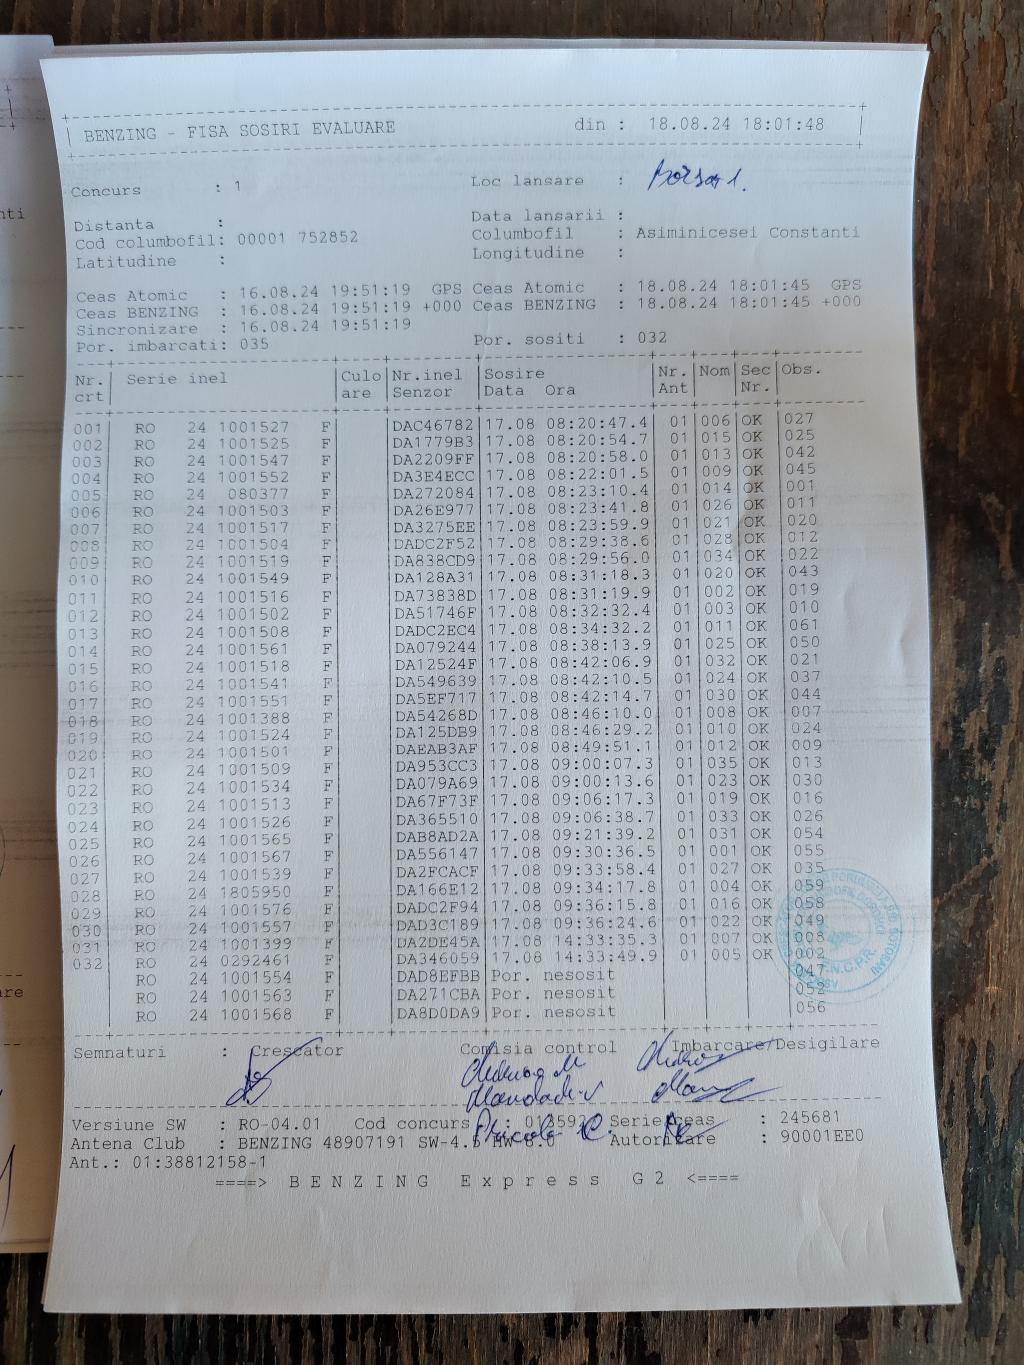 BENZING - FISA SOSIRI EVALUARE din : 18.08.24 18:01:48
Concurs : 1 Loc lansare :
Distanta : Data lansarii :
Cod columbofil: 00001 752852 Columbofil : Asiminicesei Constanti
Latitudine : Longitudine :
Ceas Atomic : 16.08.24 19:51:19 GPS Ceas Atomic : 18.08.24 18:01:45 GPS
Ceas BENZING : 16.08.24 19:51:19 +000 Ceas BENZING : 18.08.24 18:01:45 +000
Sincronizare : 16.08.24 19:51:19
Por. imbarcati: 035 Por. sositi : 032
Nr. crt Serie inel Culo are Nr.inel Senzor Sosire Data Ora Nr. Ant Nom Sec Nr. Obs.
001 RO 24 1001527 F DAC46782 17.08 08:20:47.4 01 006 OK 027
002 RO 24 1001525 F DA1779B3 17.08 08:20:54.7 01 015 OK 025
003 RO 24 1001547 F DA2209FF 17.08 08:20:58.0 01 013 OK 042
004 RO 24 1001552 F DA3E4ECC 17.08 08:22:01.5 01 009 OK 045
005 RO 24 080377 F DA272084 17.08 08:23:10.4 01 014 OK 001
006 RO 24 1001503 F DA26E977 17.08 08:23:41.8 01 026 OK 011
007 RO 24 1001517 F DA3275EE 17.08 08:23:59.9 01 021 OK 020
008 RO 24 1001504 F DADC2F52 17.08 08:29:38.6 01 028 OK 012
009 RO 24 1001519 F DA838CD9 17.08 08:29:56.0 01 034 OK 022
010 RO 24 1001549 F DA128A31 17.08 08:31:18.3 01 020 OK 043
011 RO 24 1001516 F DA73838D 17.08 08:31:19.9 01 002 OK 019
012 RO 24 1001502 F DA51746F 17.08 08:32:32.4 01 003 OK 010
013 RO 24 1001508 F DADC2EC4 17.08 08:34:32.2 01 011 OK 061
014 RO 24 1001561 F DA079244 17.08 08:38:13.9 01 025 OK 050
015 RO 24 1001518 F DA12524F 17.08 08:42:06.9 01 032 OK 021
016 RO 24 1001541 F DA549639 17.08 08:42:10.5 01 024 OK 037
017 RO 24 1001551 F DA5EF717 17.08 08:42:14.7 01 030 OK 044
018 RO 24 1001388 F DA54268D 17.08 08:46:10.0 01 008 OK 007
019 RO 24 1001524 F DA125DB9 17.08 08:46:29.2 01 010 OK 024
020 RO 24 1001501 F DAEAB3AF 17.08 08:49:51.1 01 012 OK 009
021 RO 24 1001509 F DA953CC3 17.08 09:00:07.3 01 035 OK 013
022 RO 24 1001534 F DA079A69 17.08 09:00:13.6 01 023 OK 030
023 RO 24 1001513 F DA67F73F 17.08 09:06:17.3 01 019 OK 016
024 RO 24 1001526 F DA365510 17.08 09:06:38.7 01 033 OK 026
025 RO 24 1001565 F DAB8AD2A 17.08 09:21:39.2 01 031 OK 054
026 RO 24 1001567 F DA556147 17.08 09:30:36.5 01 001 OK 055
027 RO 24 1001539 F DA2FCACF 17.08 09:33:58.4 01 027 OK 035
028 RO 24 1805950 F DA166E12 17.08 09:34:17.8 01 004 OK 059
029 RO 24 1001576 F DADC2F94 17.08 09:36:15.8 01 016 OK 058
030 RO 24 1001557 F DAD3C189 17.08 09:36:24.6 01 022 OK 049
031 RO 24 1001399 F DA2DE45A 17.08 14:33:35.3 01 007 OK 008
032 RO 24 0292461 F DA346059 17.08 14:33:49.9 01 005 OK 002
RO 24 1001554 F DAD8EFBB Por. nesosit 047
RO 24 1001563 F DA271CBA Por. nesosit 052
RO 24 1001568 F DA8D0DA9 Por. nesosit 056
Semnaturi : Crescator Comisia control Imbarcare/Desigilare
Versiune SW : RO-04.01 Cod concurs : Serie ceas : 245681
Antena Club : BENZING 48907191 Autorizare : 90001EE0
Ant.: 01:38812158-1
====> BENZING Express G2 <====